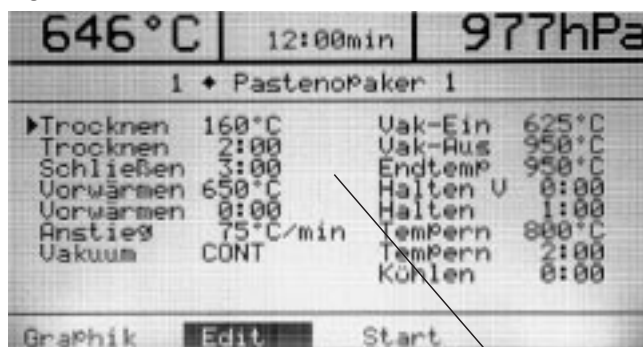 646°C 12:00min 977hPa
1 ◆ Pastenopaker 1
▶Trocknen 160°C Vak-Ein 625°C
Trocknen 2:00 Vak-Aus 950°C
Schließen 3:00 Endtemp 950°C
Vorwärmen 650°C Halten V 0:00
Vorwärmen 0:00 Halten 1:00
Anstieg 75°C/min Tempern 800°C
Vakuum CONT Tempern 2:00
Kühlen 0:00
Graphik Edit Start